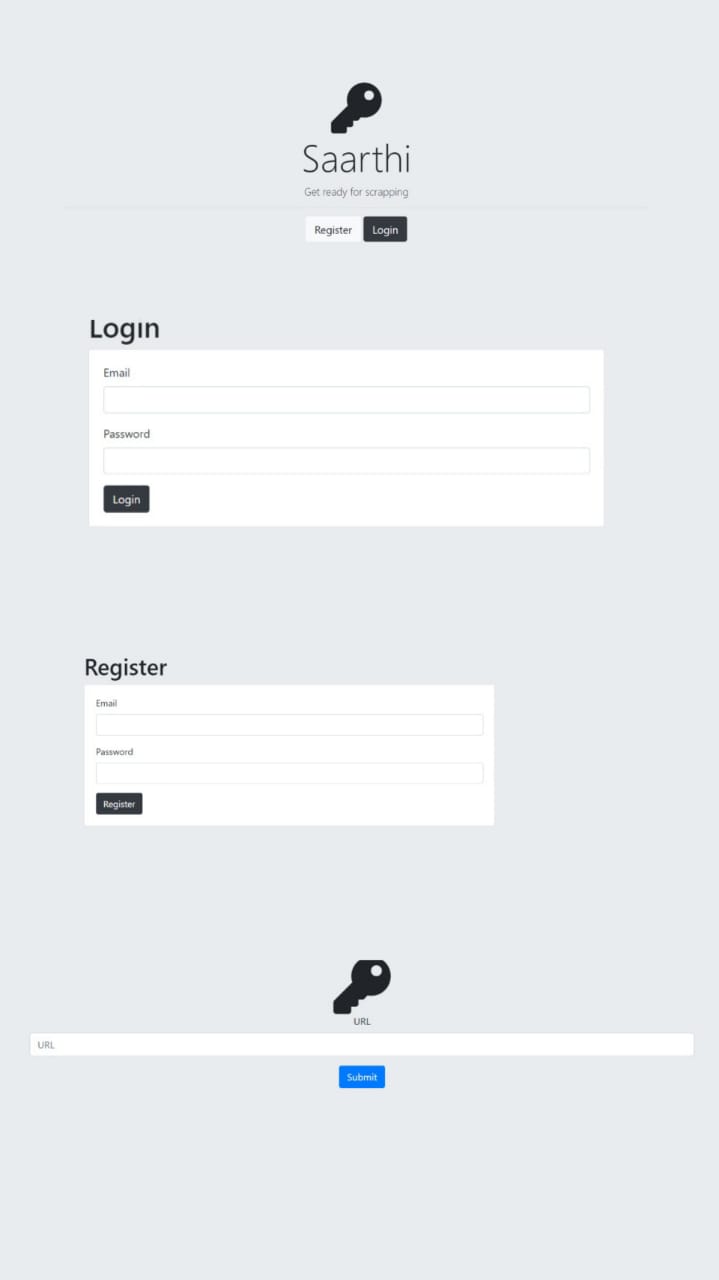 Saarthi
Get ready for scrapping
Register Login
Login
Email
Password
Login
Register
Email
Password
Register
URL
URL
Submit